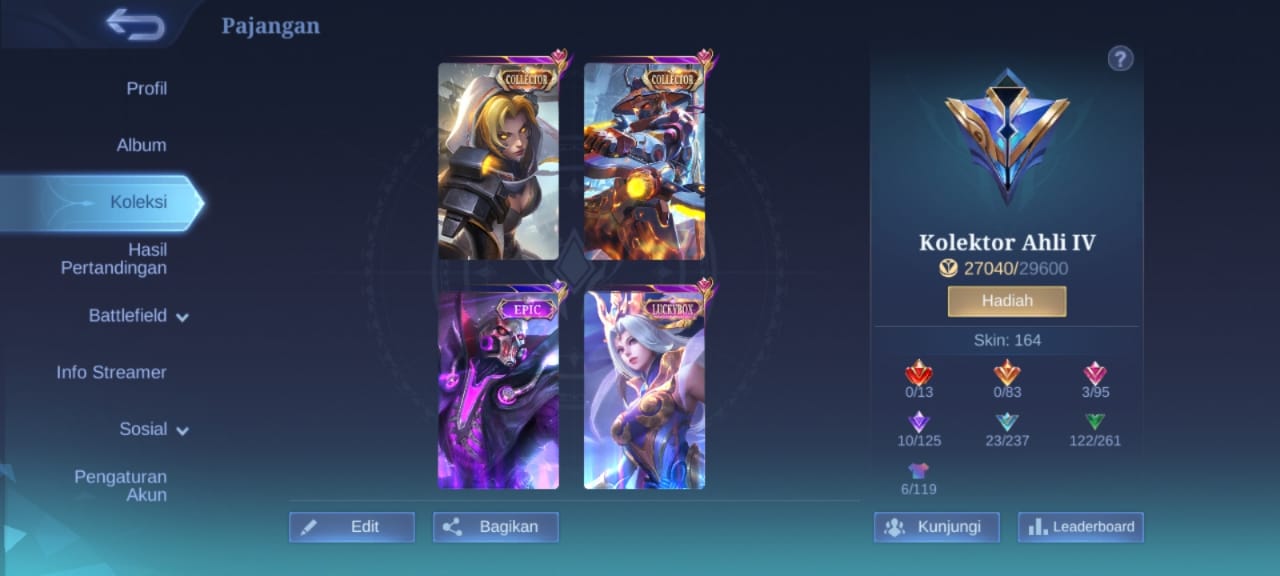 Pajangan
Profil
Album
Koleksi
Hasil
Pertandingan
Battlefield
Info Streamer
Sosial
Pengaturan
Akun
COLLECTOR
COLLECTOR
EPIC
LUCKYBOX
Edit
Bagikan
?
Kolektor Ahli IV
27040/29600
Hadiah
Skin: 164
0/13
0/83
3/95
10/125
23/237
122/261
6/119
Kunjungi
Leaderboard